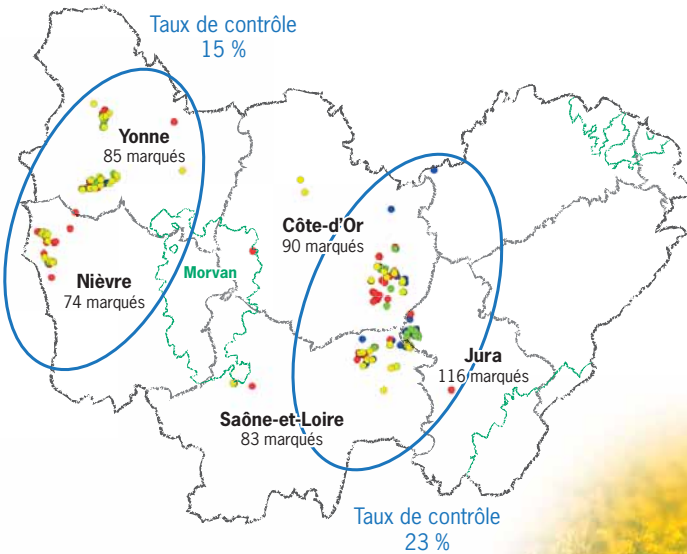 Taux de contrôle
15 %
Yonne
85 marqués
Côte-d'Or
90 marqués
Morvan
Nièvre
74 marqués
Jura
116 marqués
Saône-et-Loire
83 marqués
Taux de contrôle
23 %